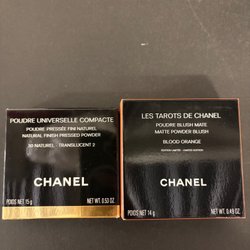 POUDRE UNIVERSELLE COMPACTE
POUDRE PRESSÉE FINI NATUREL
NATURAL FINISH PRESSED POWDER
30 NATUREL - TRANSLUCENT 2
CHANEL
POIDS NET 15 g
NET WT. 0.53 OZ.
LES TAROTS DE CHANEL
POUDRE BLUSH MATE
MATTE POWDER BLUSH
BLOOD ORANGE
EDITION LIMITÉE - LIMITED EDITION
CHANEL
POIDS NET 14 g
NET WT. 0.49 OZ.